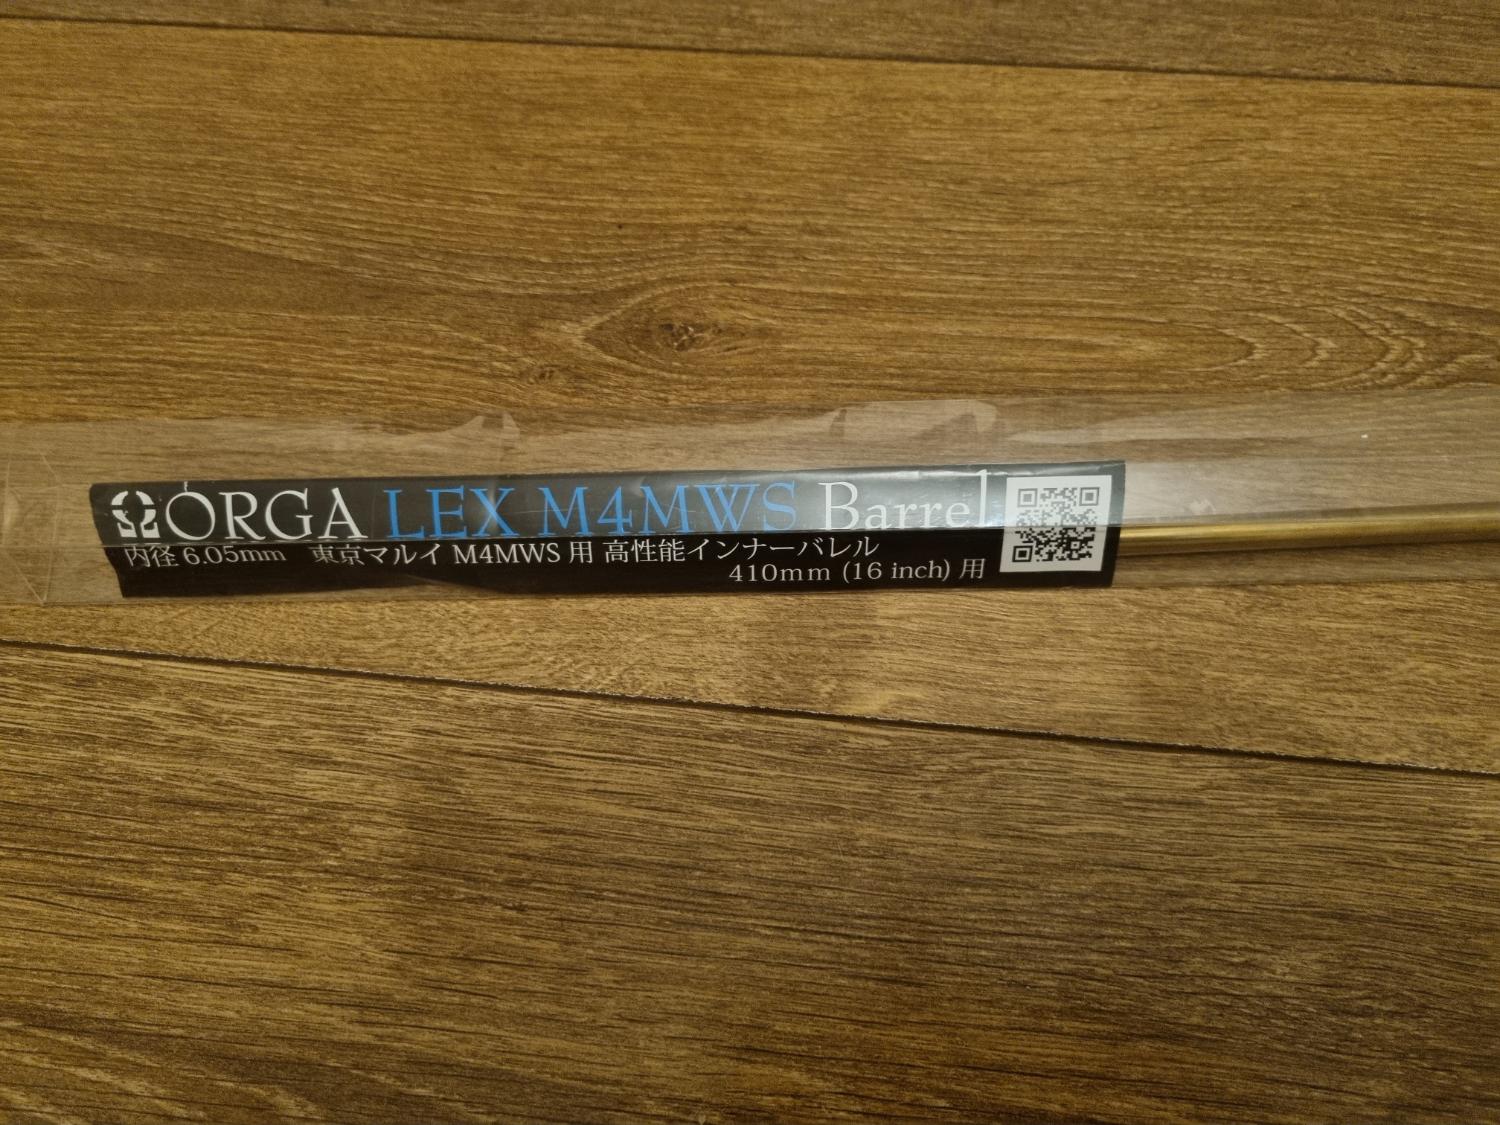 ORGA LEX M4MWS Barrel
内径 6.05mm 東京マルイ M4MWS 用 高性能インナーバレル
410mm (16 inch) 用